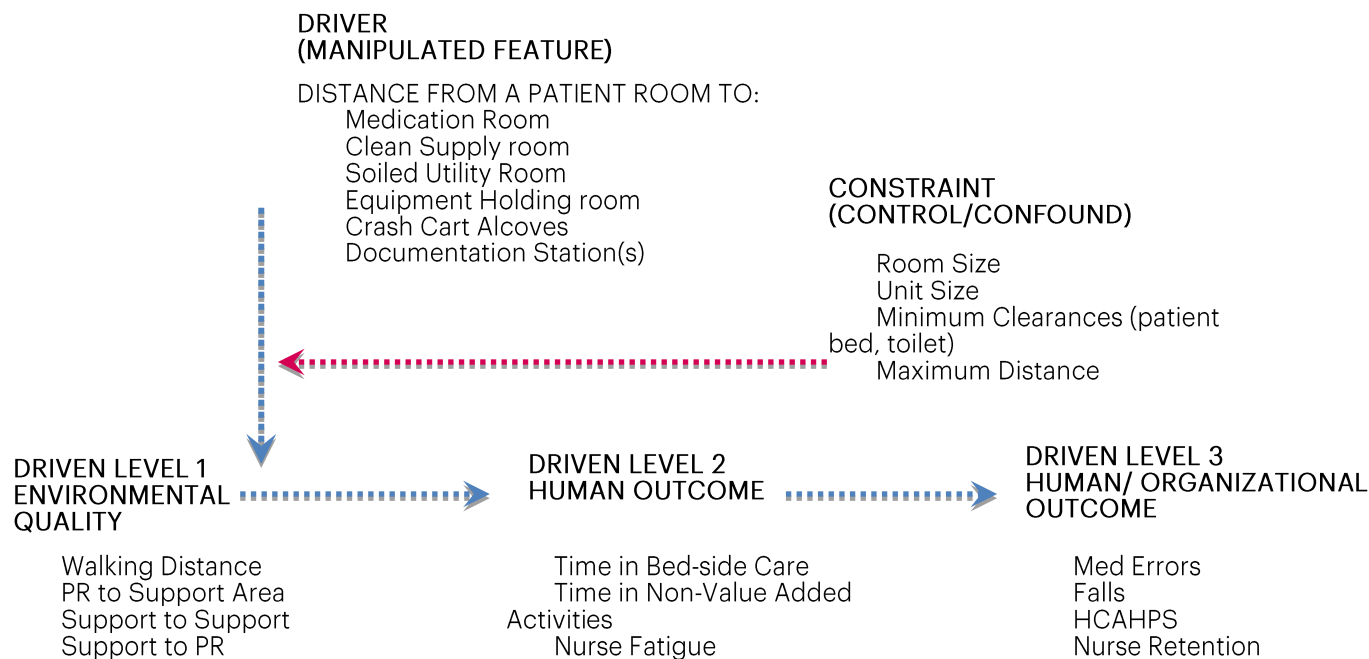 DRIVER
(MANIPULATED FEATURE)
DISTANCE FROM A PATIENT ROOM TO:
Medication Room
Clean Supply room
Soiled Utility Room
Equipment Holding room
Crash Cart Alcoves
Documentation Station(s)
CONSTRAINT
(CONTROL/CONFOUND)
Room Size
Unit Size
Minimum Clearances (patient
bed, toilet)
Maximum Distance
DRIVEN LEVEL 1
ENVIRONMENTAL
QUALITY
Walking Distance
PR to Support Area
Support to Support
Support to PR
DRIVEN LEVEL 2
HUMAN OUTCOME
Time in Bed-side Care
Time in Non-Value Added
Activities
Nurse Fatigue
DRIVEN LEVEL 3
HUMAN/ ORGANIZATIONAL
OUTCOME
Med Errors
Falls
HCAHPS
Nurse Retention